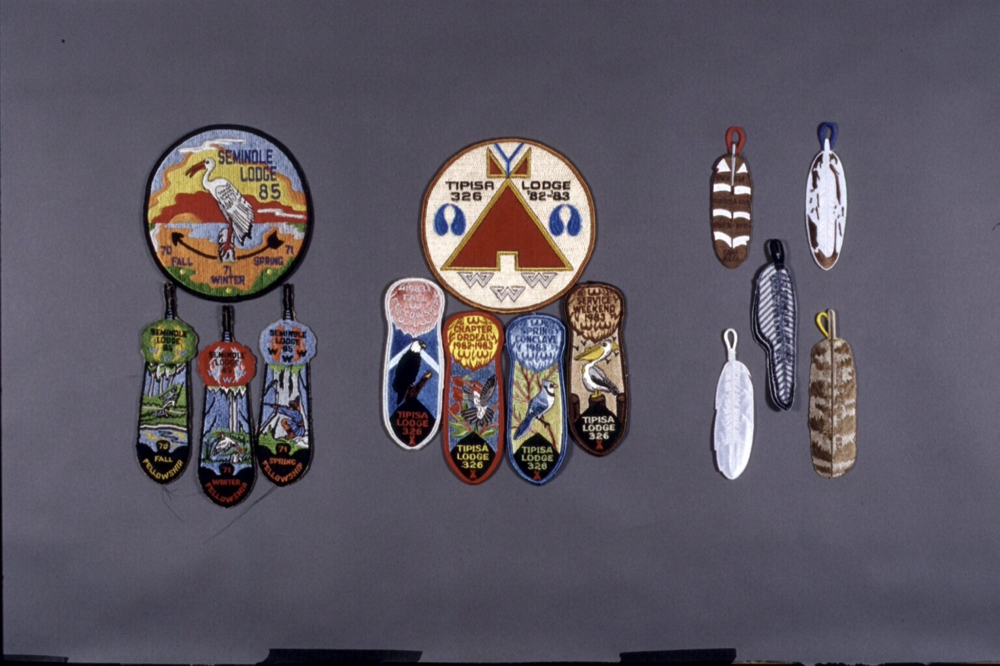 SEMINOLE
LODGE
85
70
FALL
71
WINTER
71
SPRING
SEMINOLE
LODGE
85
70
FALL
FELLOWSHIP
SEMINOLE
LODGE
85
W
71
WINTER
FELLOWSHIP
SEMINOLE
LODGE
85
W W W
71
SPRING
FELLOWSHIP
TIPISA LODGE
326 '82-'83
W W
W
1983
FALL
FELLOWSHIP
TIPISA
LODGE
326
CHAPTER
ORDEAL
1982-1983
TIPISA
LODGE
326
SPRING
CONCLAVE
1983
TIPISA
LODGE
326
SERVICE
WEEKEND
1983
TIPISA
LODGE
326